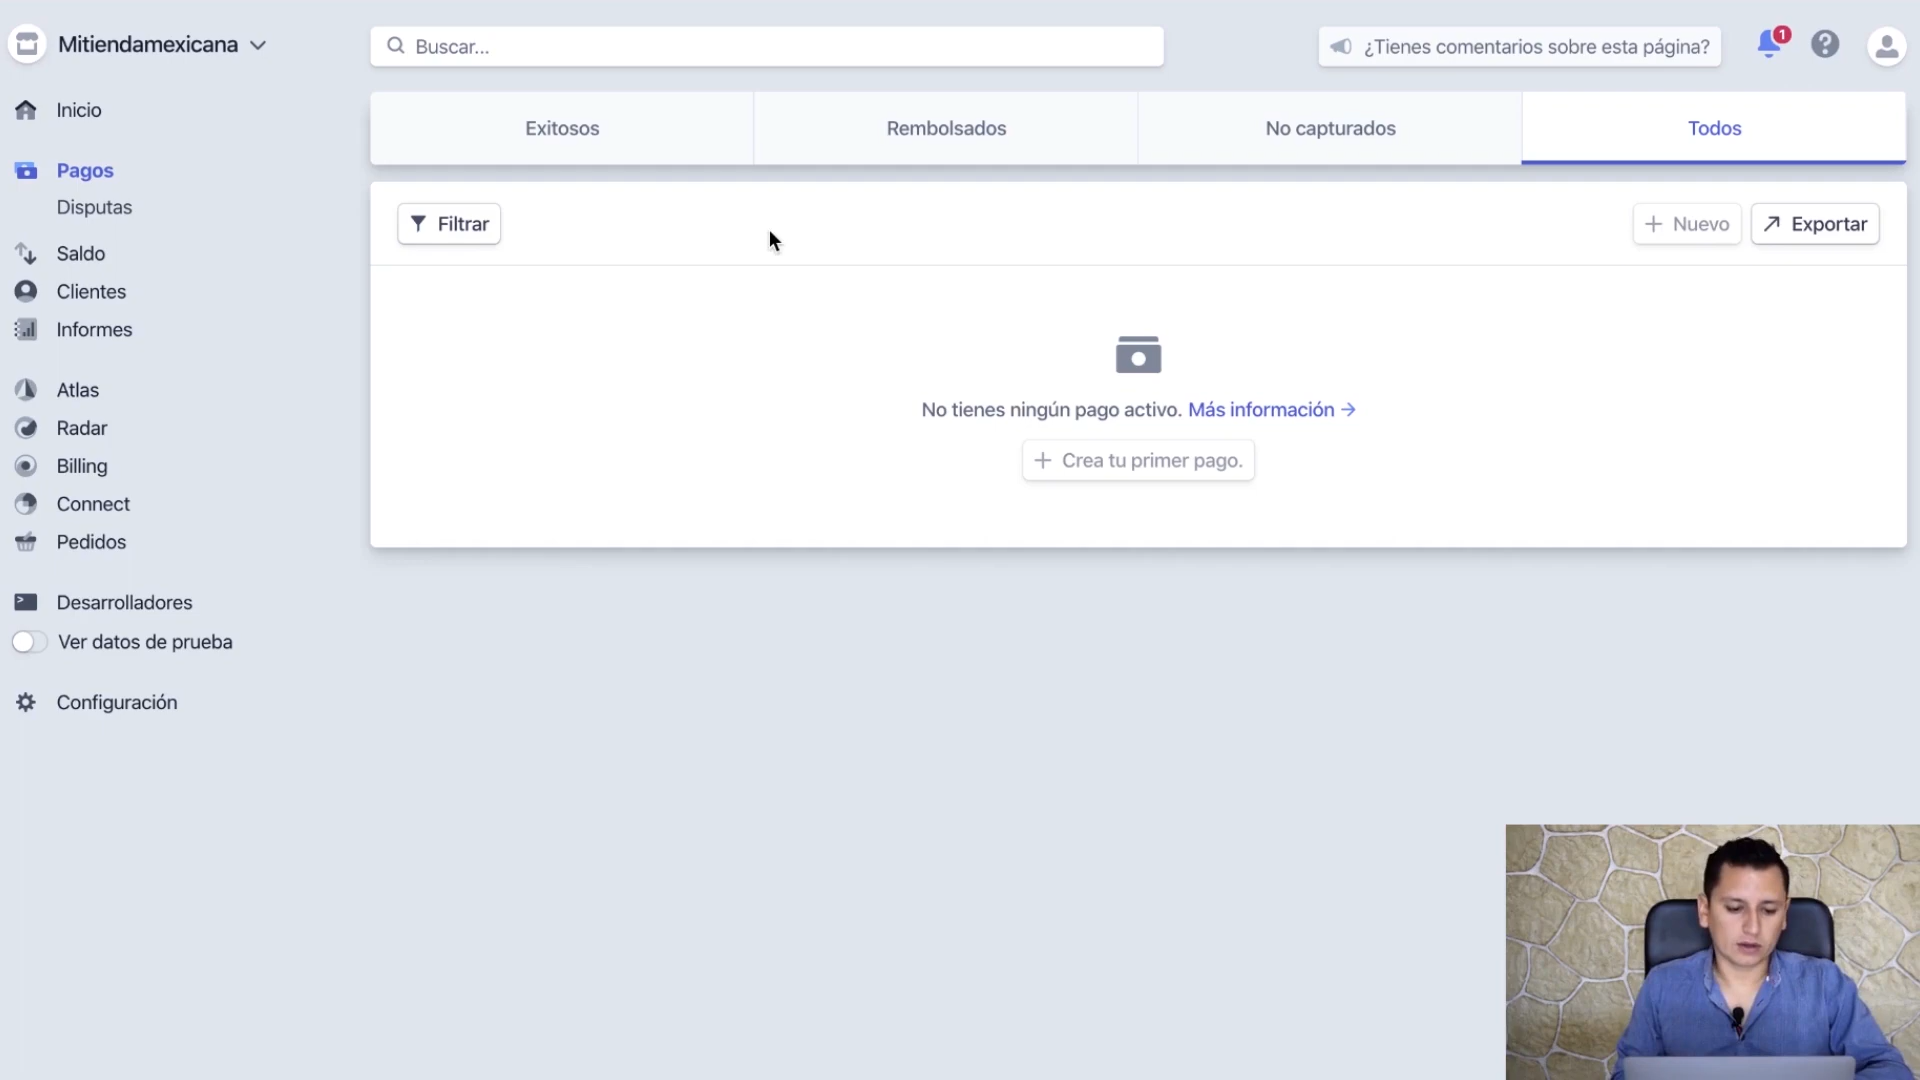 Mitiendamexicana
Buscar...
¿Tienes comentarios sobre esta página?
1
Inicio
Pagos
Disputas
Saldo
Clientes
Informes
Atlas
Radar
Billing
Connect
Pedidos
Desarrolladores
Ver datos de prueba
Configuración
Exitosos
Rembolsados
No capturados
Todos
Filtrar
Nuevo
Exportar
No tienes ningún pago activo. Más información →
Crea tu primer pago.